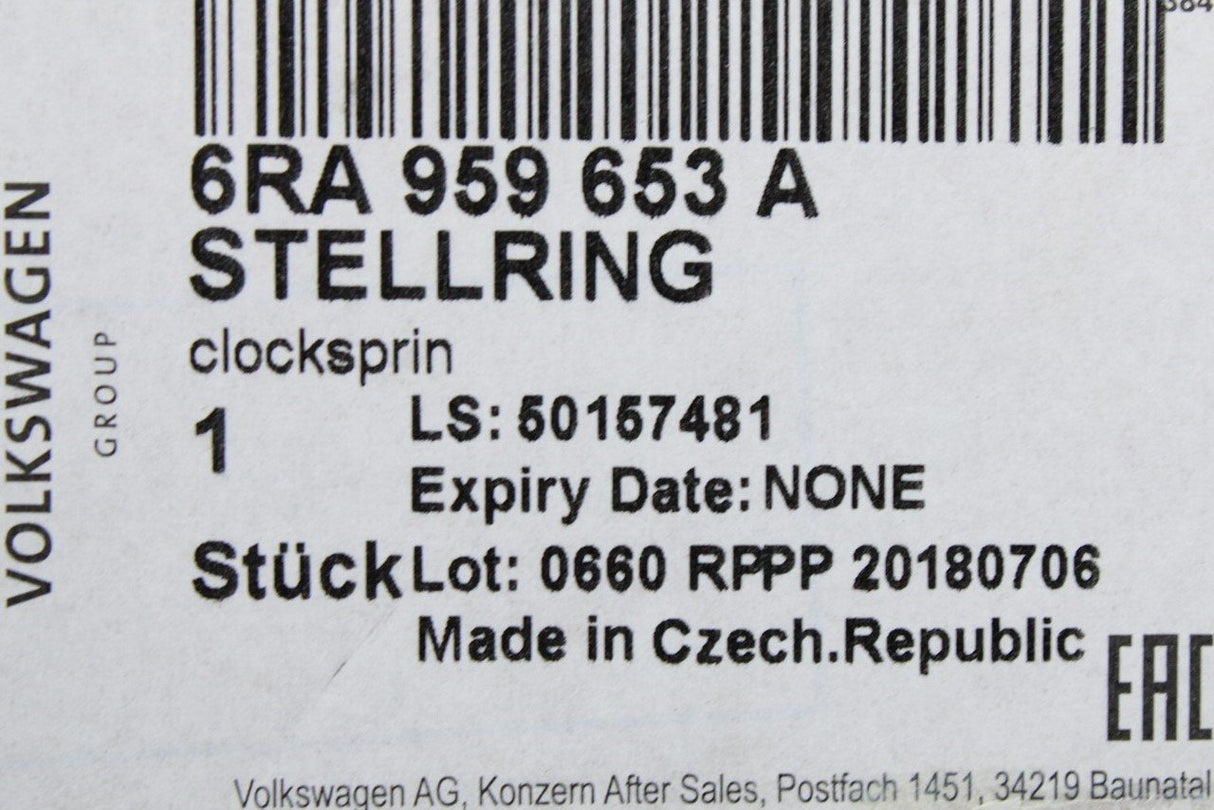 384
6RA 959 653 A
STELLRING
clocksprin
1
LS: 50157481
Expiry Date: NONE
Stück
Lot: 0660 RPPP 20180706
Made in Czech.Republic
EAC
Volkswagen AG, Konzern After Sales, Postfach 1451, 34219 Baunatal
VOLKSWAGEN
GROUP